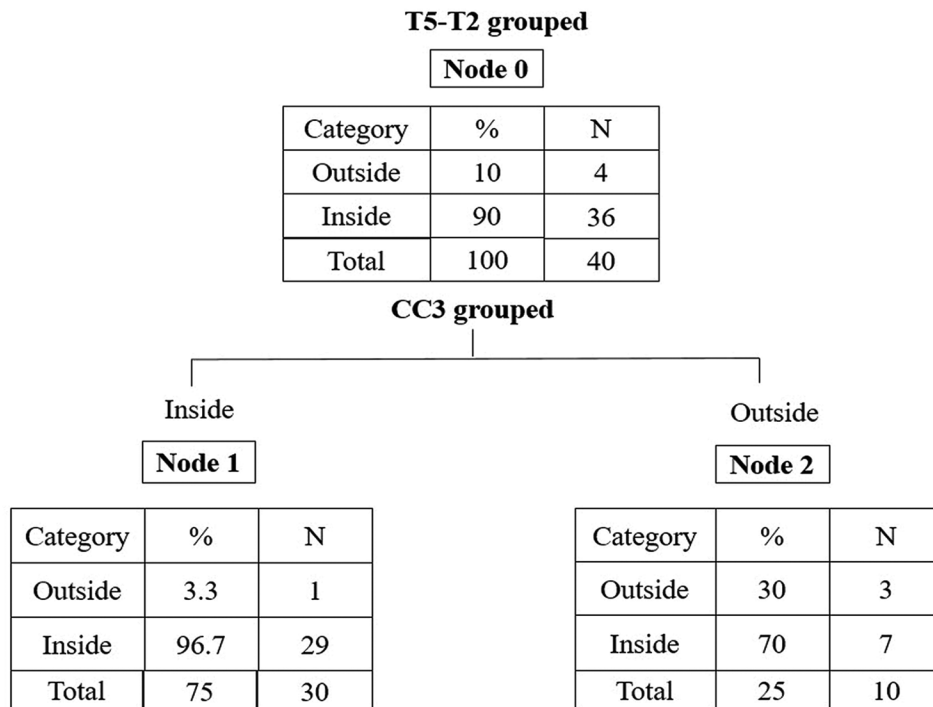 T5-T2 grouped
Node 0
Category % N
Outside 10 4
Inside 90 36
Total 100 40
CC3 grouped
Inside
Node 1
Category % N
Outside 3.3 1
Inside 96.7 29
Total 75 30
Outside
Node 2
Category % N
Outside 30 3
Inside 70 7
Total 25 10